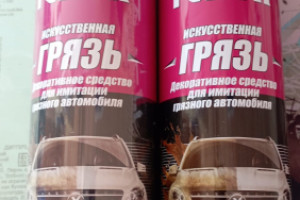 ИСКУССТВЕННАЯ
ГРЯЗЬ
Декоративное средство
для имитации
грязного автомобиля
ИСКУССТВЕННАЯ
ГРЯЗЬ
Декоративное средство
для имитации
грязного автомобиля